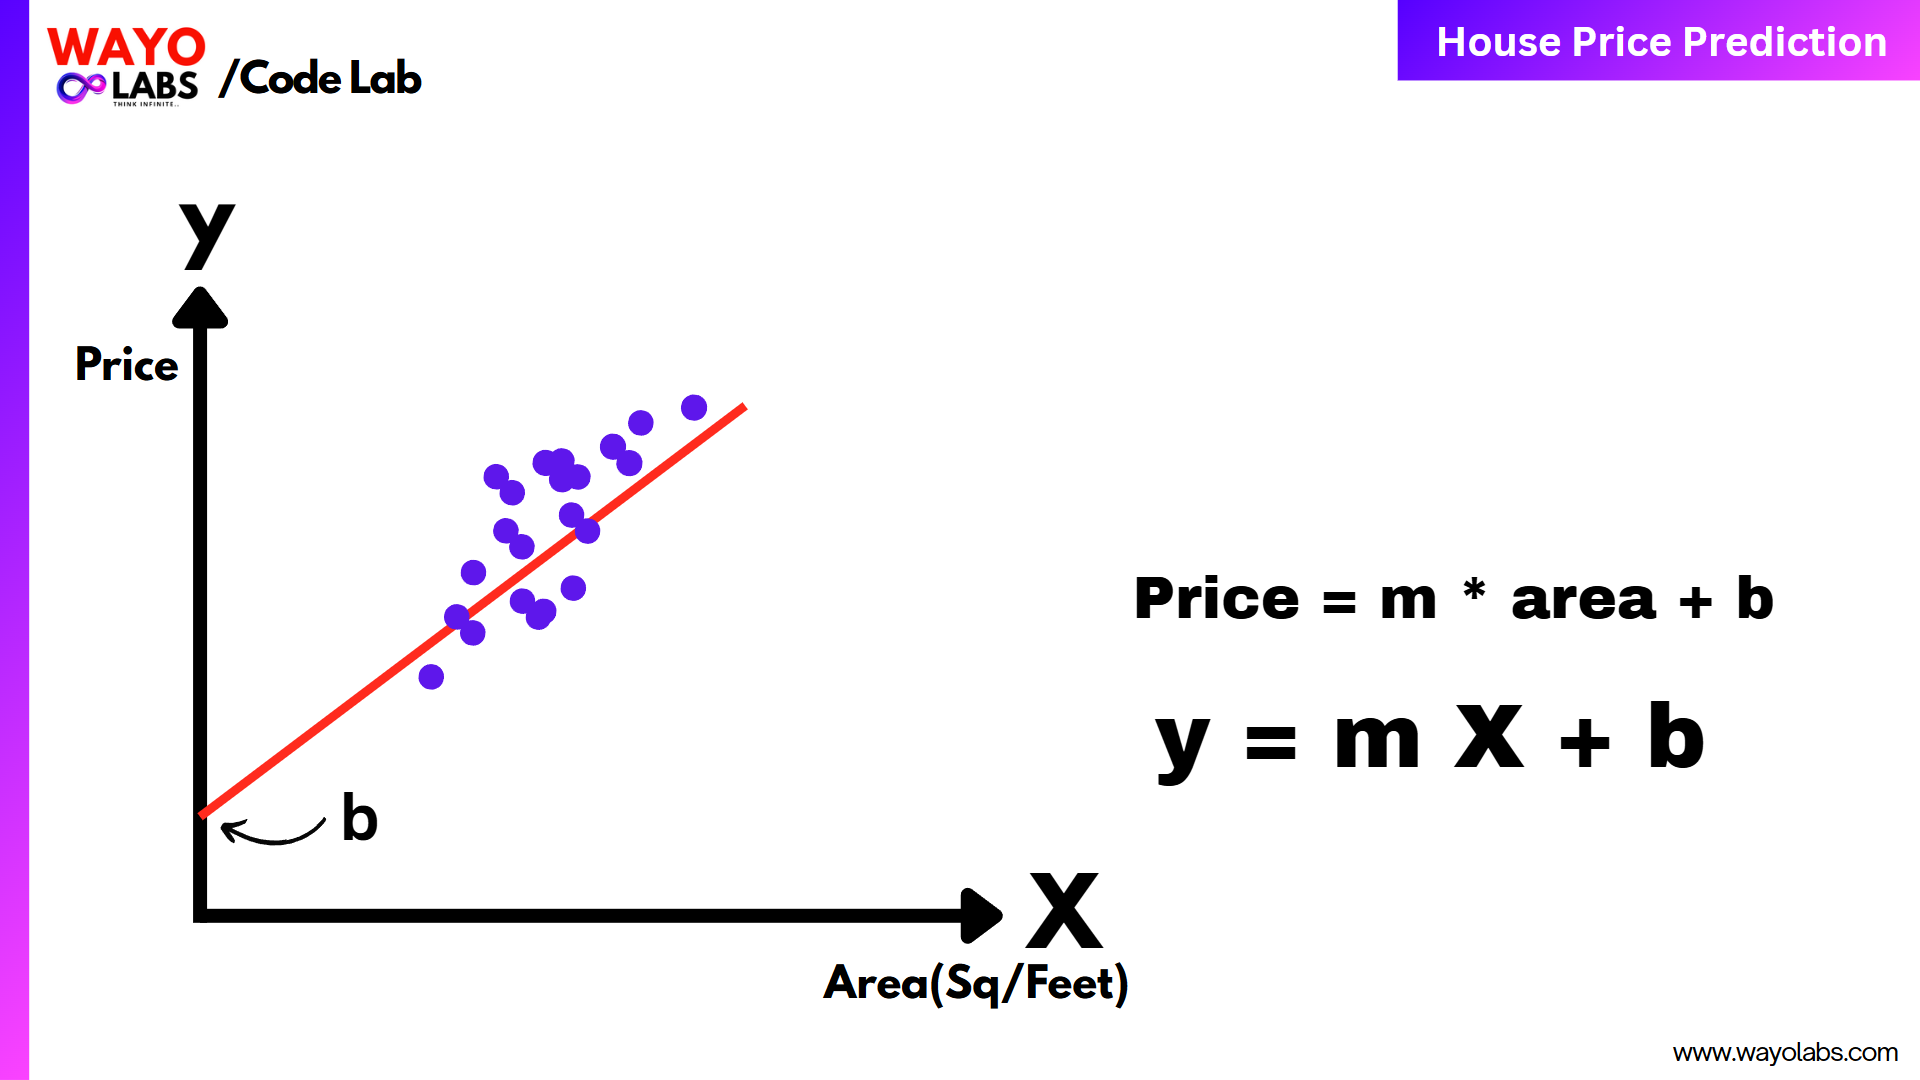 WAYO
LABS
THINK INFINITE..
/Code Lab
House Price Prediction
y
Price
b
X
Area(Sq/Feet)
Price = m * area + b
y = m X + b
www.wayolabs.com